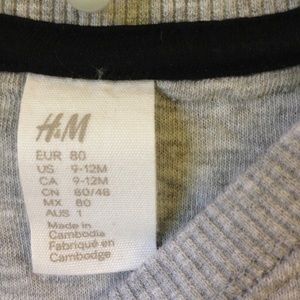 H&M
EUR 80
US 9-12M
CA 9-12M
CN 80/48
MX 80
AUS 1
Made in
Cambodia
Fabriqué en
Cambodge